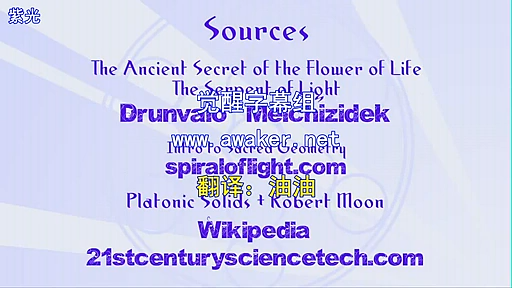 紫光
Sources
The Ancient Secret of the Flower of Life
The Serpent of Light
觉醒字幕组
Drunvalo Melchizidek
www.awaker.net
Intro to Sacred Geometry
spiraloflight.com
翻译：油油
Platonic Solids + Robert Moon
Wikipedia
21stcenturysciencetech.com